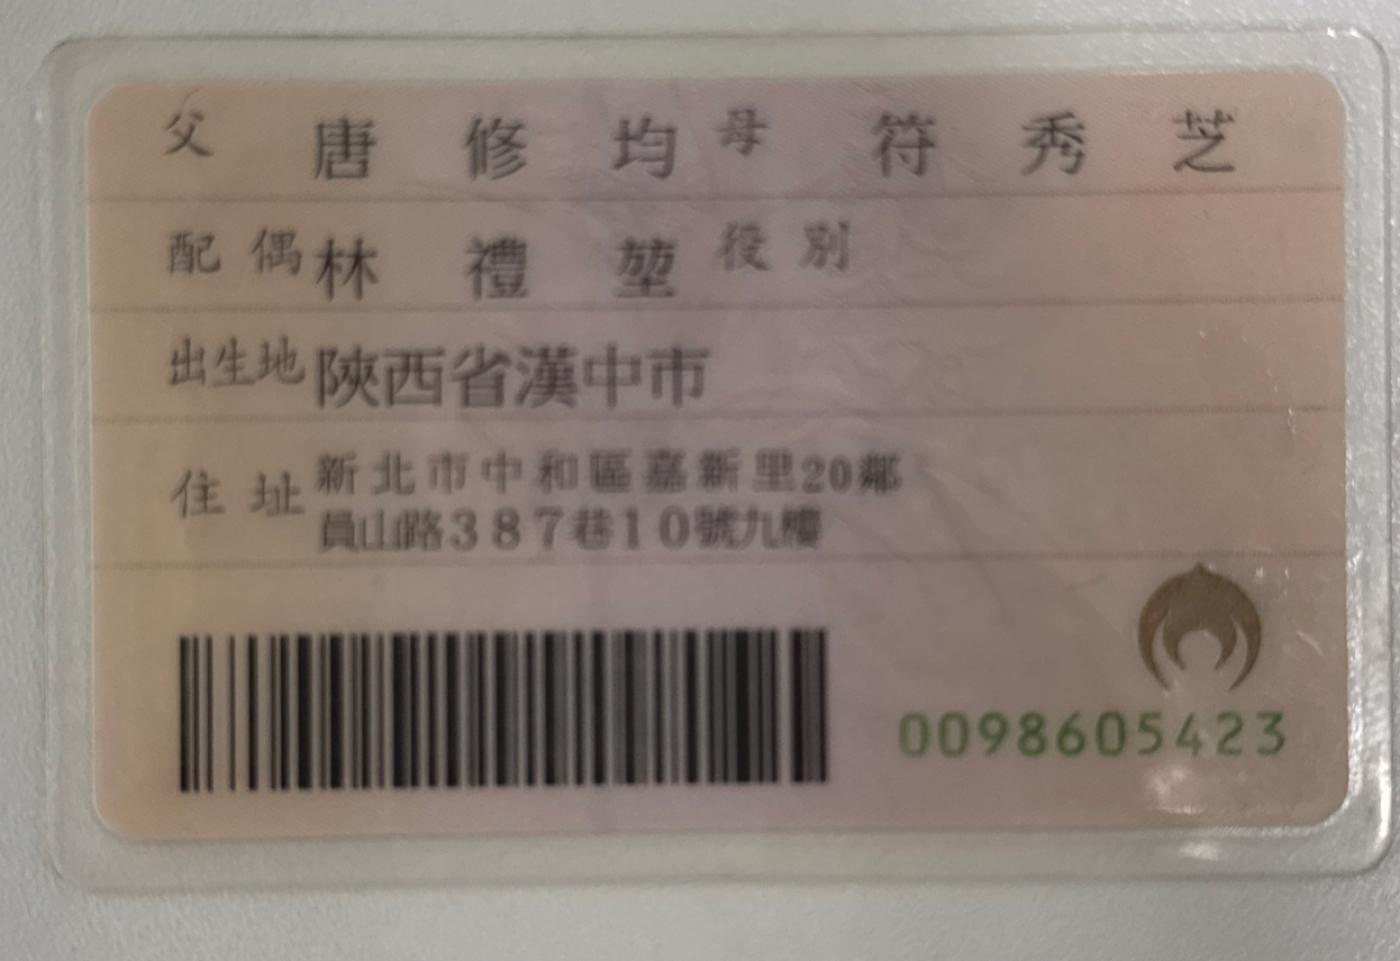 父 唐修均 母 符秀芝
配偶 林禮堃 役別
出生地 陝西省漢中市
住址 新北市中和區嘉新里20鄰
員山路387巷10號九樓
0098605423